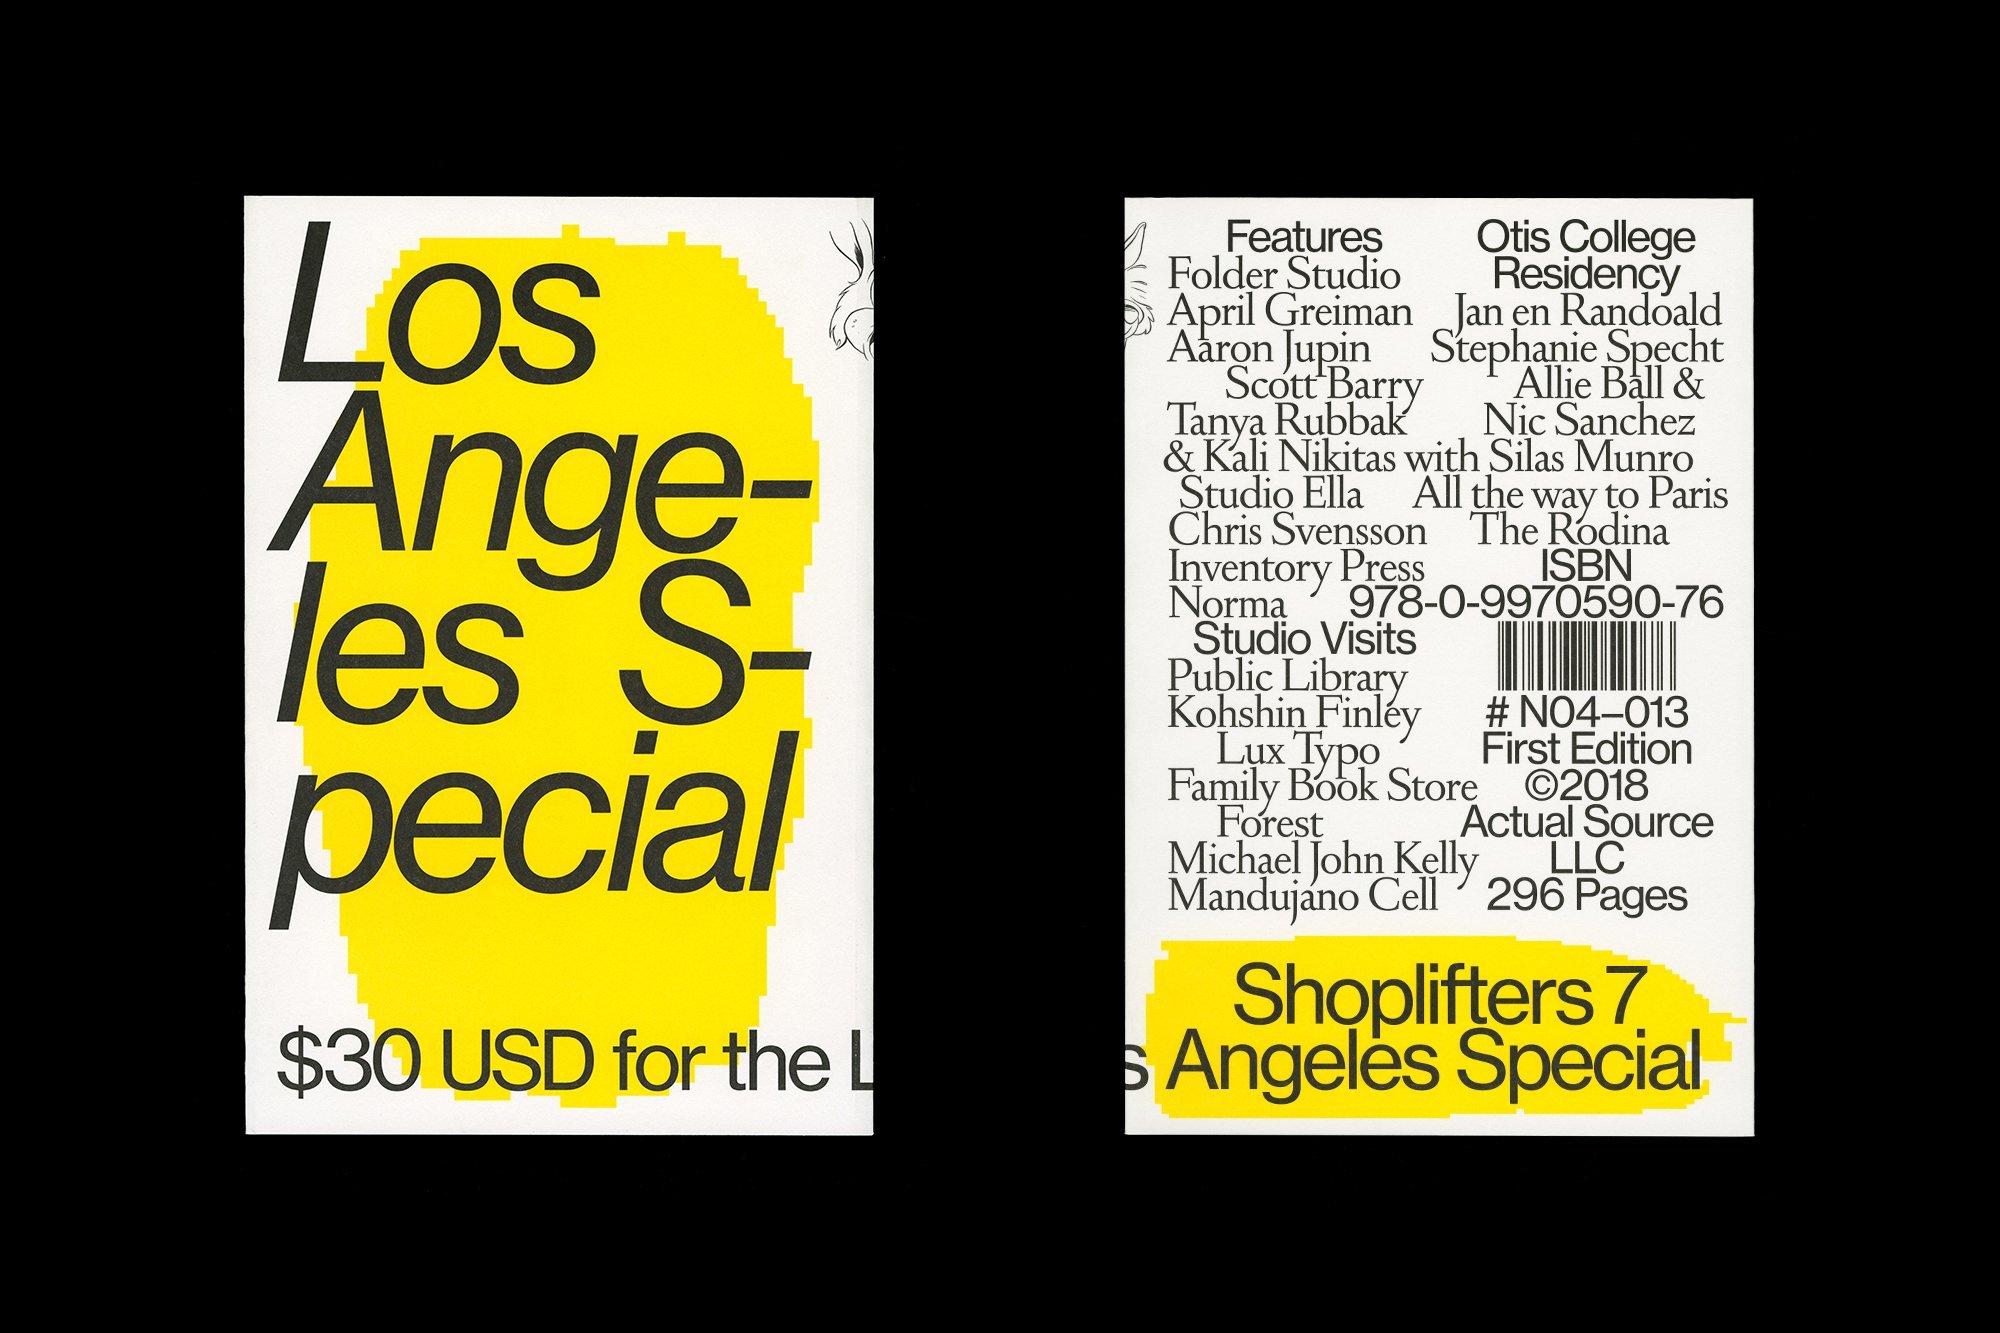 Los
Ange-
les S-
pecial
$30 USD for the L
Features
Folder Studio
April Greiman
Aaron Jupin
Scott Barry
Tanya Rubbak
& Kali Nikitas with Silas Munro
Studio Ella
Chris Svensson
Inventory Press
Norma
Studio Visits
Public Library
Kohshin Finley
Lux Typo
Family Book Store
Forest
Michael John Kelly
Mandujano Cell
Otis College
Residency
Jan en Randoald
Stephanie Specht
Allie Ball &
Nic Sanchez
All the way to Paris
The Rodina
ISBN
978-0-9970590-76
# N04–013
First Edition
©2018
Actual Source
LLC
296 Pages
Shoplifters 7
s Angeles Special